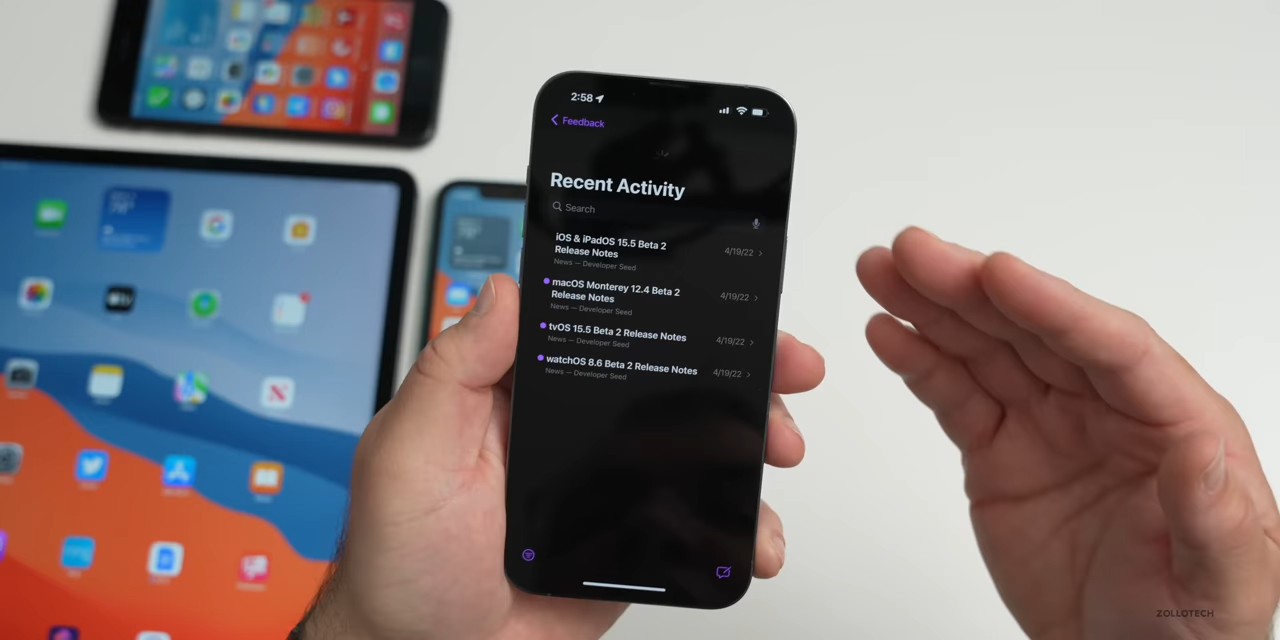 2:58
Feedback
Recent Activity
Search
iOS & iPadOS 15.5 Beta 2
Release Notes
4/19/22
News — Developer Seed
macOS Monterey 12.4 Beta 2
Release Notes
4/19/22
News — Developer Seed
tvOS 15.5 Beta 2 Release Notes
4/19/22
News — Developer Seed
watchOS 8.6 Beta 2 Release Notes
4/19/22
News — Developer Seed
ZOLLOTECH